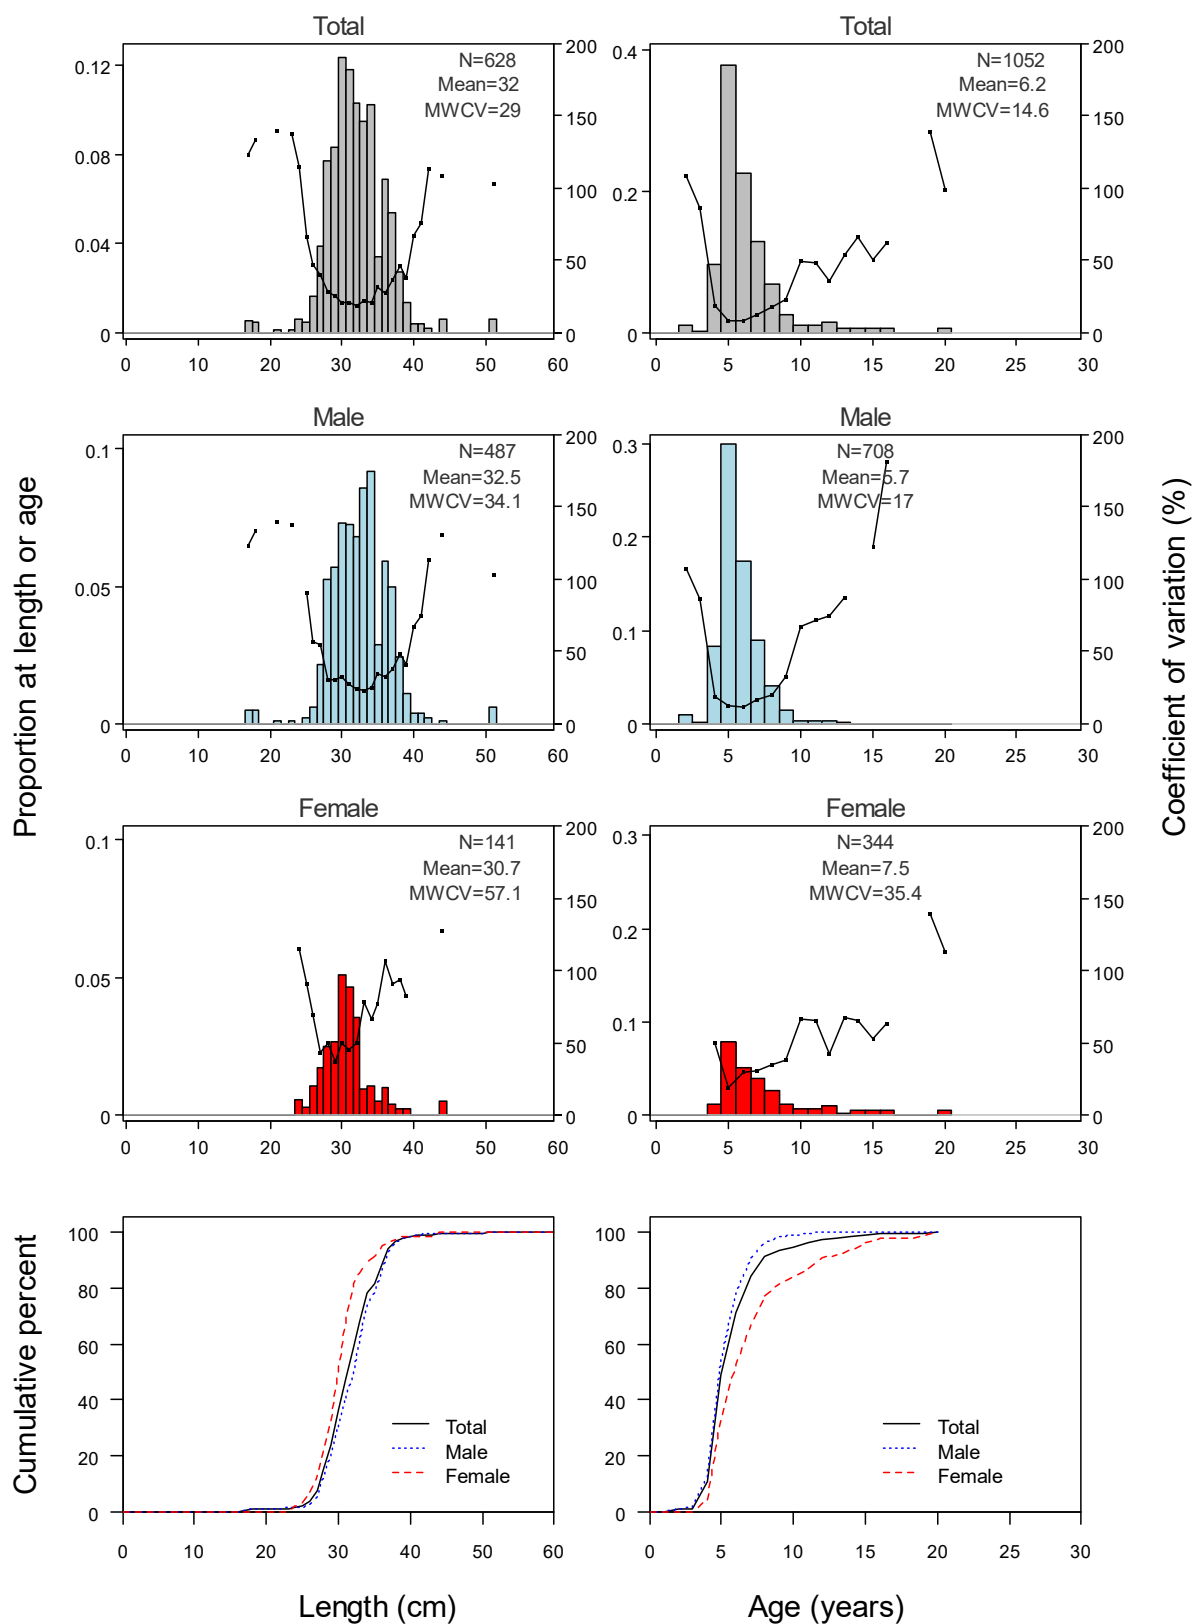 Total
N=628
Mean=32
MWCV=29
0.12
0.08
0.04
0
200
150
100
50
0
0 10 20 30 40 50 60
Total
N=1052
Mean=6.2
MWCV=14.6
0.4
0.2
0
200
150
100
50
0
0 5 10 15 20 25 30
Male
N=487
Mean=32.5
MWCV=34.1
0.1
0.05
0
200
150
100
50
0
0 10 20 30 40 50 60
Male
N=708
Mean=5.7
MWCV=17
0.3
0.2
0.1
0
200
150
100
50
0
0 5 10 15 20 25 30
Female
N=141
Mean=30.7
MWCV=57.1
0.1
0.05
0
200
150
100
50
0
0 10 20 30 40 50 60
Female
N=344
Mean=7.5
MWCV=35.4
0.3
0.2
0.1
0
200
150
100
50
0
0 5 10 15 20 25 30
Proportion at length or age
Coefficient of variation (%)
Cumulative percent
100
80
60
40
20
0
Total
Male
Female
0 10 20 30 40 50 60
Length (cm)
100
80
60
40
20
0
Total
Male
Female
0 5 10 15 20 25 30
Age (years)